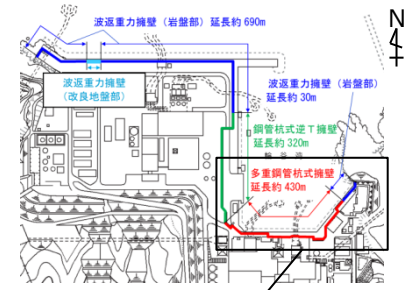 波返重力擁壁（岩盤部）延長約 690m
N
波返重力擁壁
（改良地盤部）
波返重力擁壁（岩盤部）
延長約 30m
鋼管杭式逆T擁壁
延長約 320m
多重鋼管杭式擁壁
延長約 430m